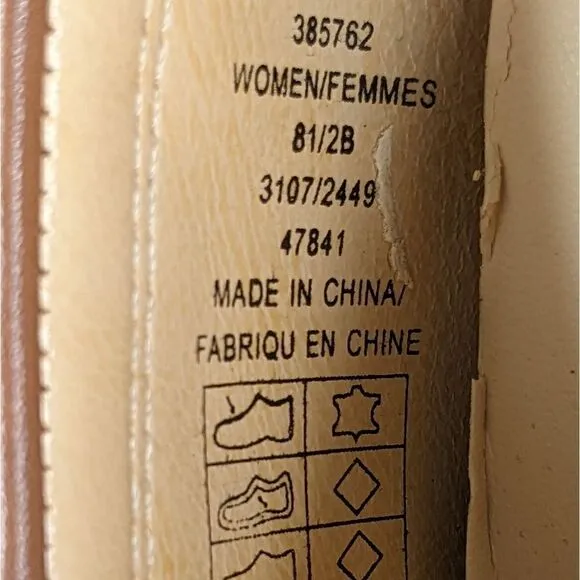 385762
WOMEN/FEMMES
81/2B
3107/2449
47841
MADE IN CHINA/
FABRIQU EN CHINE